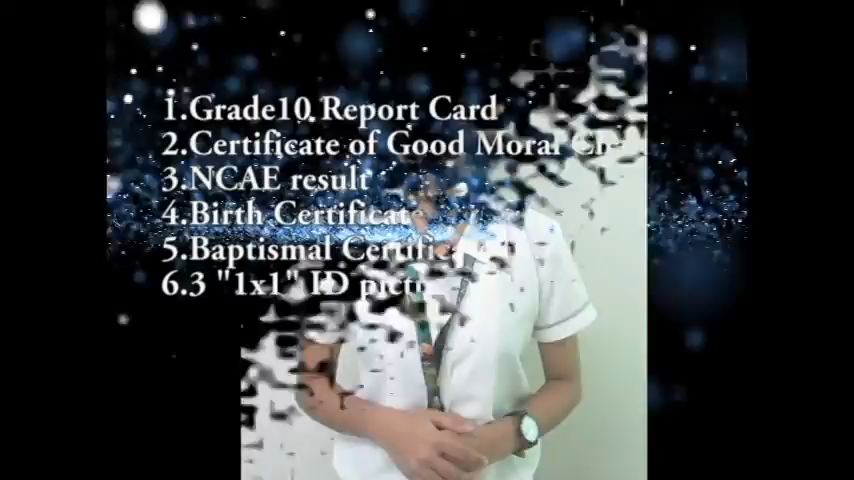 1.Grade10 Report Card
2.Certificate of Good Moral
3.NCAE result
4.Birth Certificate
5.Baptismal
6.3 "1x1" ID